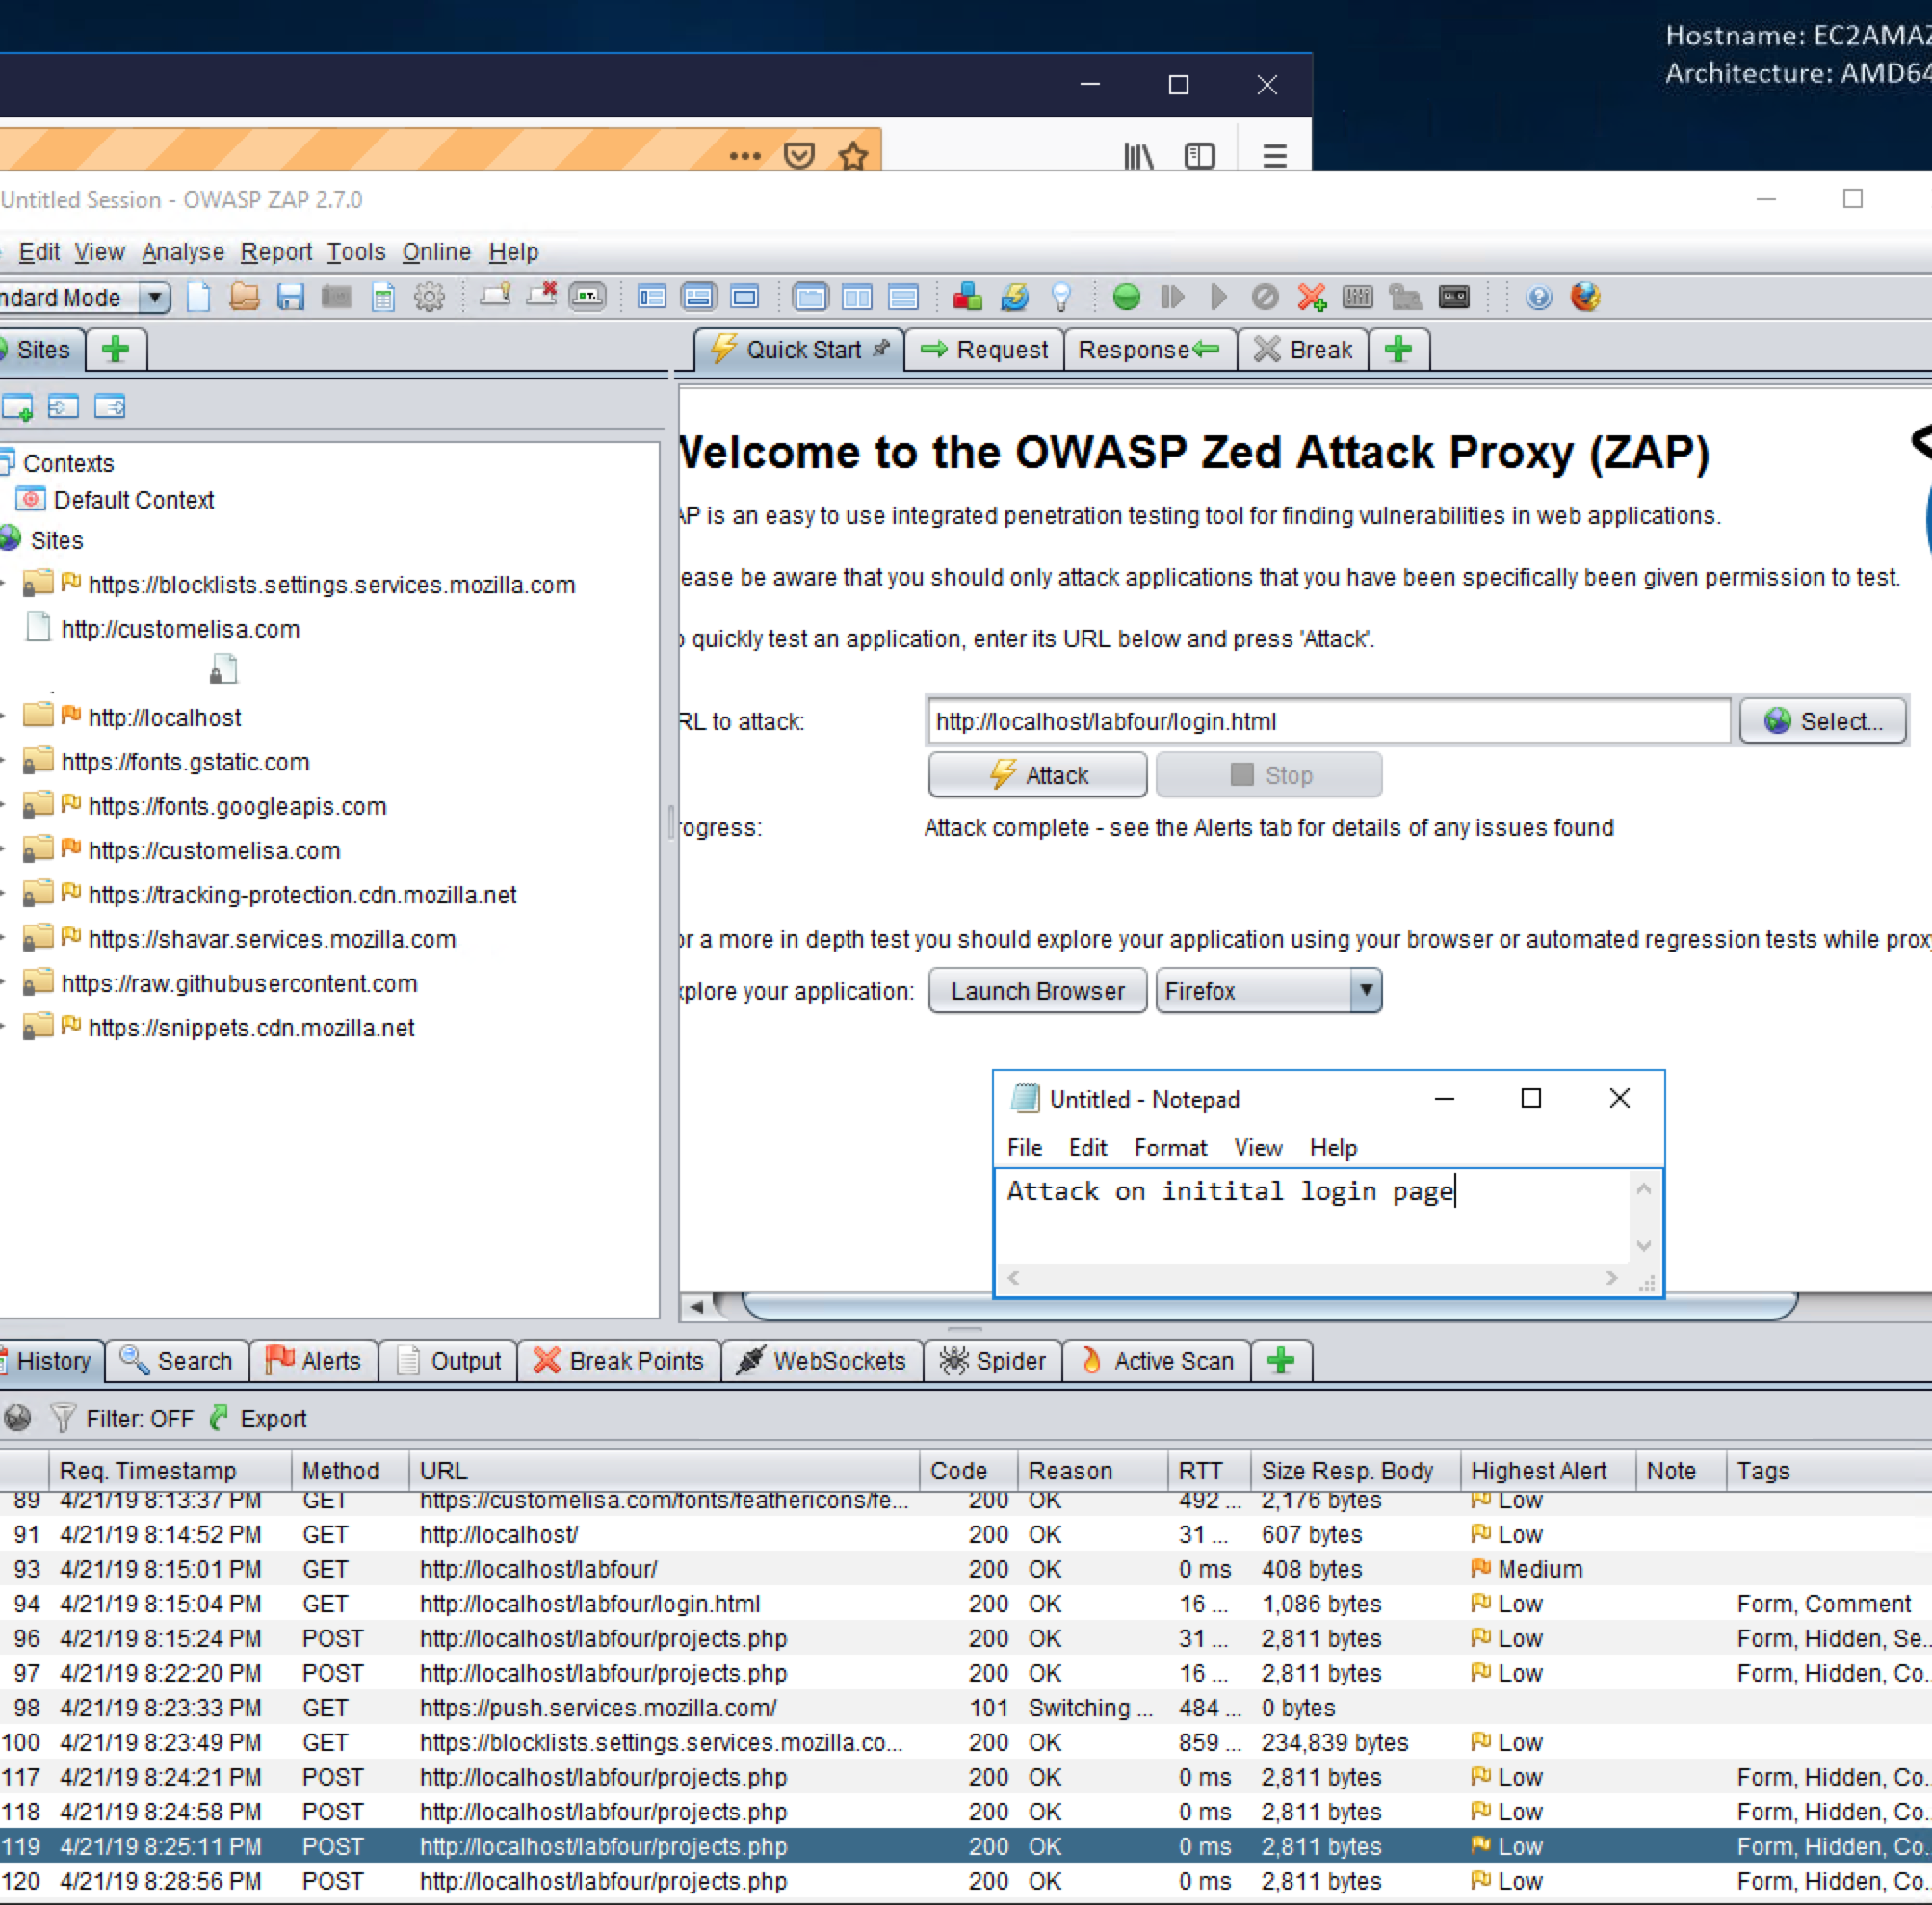 Hostname: EC2AMAZ
Architecture: AMD64
Untitled Session - OWASP ZAP 2.7.0
Edit View Analyse Report Tools Online Help
ndard Mode
Sites
Quick Start Request Response Break
Contexts
Default Context
Sites
https://blocklists.settings.services.mozilla.com
http://customelisa.com
http://localhost
https://fonts.gstatic.com
https://fonts.googleapis.com
https://customelisa.com
https://tracking-protection.cdn.mozilla.net
https://shavar.services.mozilla.com
https://raw.githubusercontent.com
https://snippets.cdn.mozilla.net
Welcome to the OWASP Zed Attack Proxy (ZAP)
AP is an easy to use integrated penetration testing tool for finding vulnerabilities in web applications.
ease be aware that you should only attack applications that you have been specifically been given permission to test.
o quickly test an application, enter its URL below and press 'Attack'.
RL to attack: http://localhost/labfour/login.html Select...
Attack Stop
rogress: Attack complete - see the Alerts tab for details of any issues found
or a more in depth test you should explore your application using your browser or automated regression tests while proxy
xplore your application: Launch Browser Firefox
Untitled - Notepad
File Edit Format View Help
Attack on initital login page
History Search Alerts Output Break Points WebSockets Spider Active Scan
Filter: OFF Export
Req. Timestamp Method URL Code Reason RTT Size Resp. Body Highest Alert Note Tags
89 4/21/19 8:13:37 PM GET https://customelisa.com/fonts/feathericons/fe... 200 OK 492 ... 2,176 bytes Low
91 4/21/19 8:14:52 PM GET http://localhost/ 200 OK 31 ... 607 bytes Low
93 4/21/19 8:15:01 PM GET http://localhost/labfour/ 200 OK 0 ms 408 bytes Medium
94 4/21/19 8:15:04 PM GET http://localhost/labfour/login.html 200 OK 16 ... 1,086 bytes Low Form, Comment
96 4/21/19 8:15:24 PM POST http://localhost/labfour/projects.php 200 OK 31 ... 2,811 bytes Low Form, Hidden, Se...
97 4/21/19 8:22:20 PM POST http://localhost/labfour/projects.php 200 OK 16 ... 2,811 bytes Low Form, Hidden, Co...
98 4/21/19 8:23:33 PM GET https://push.services.mozilla.com/ 101 Switching ... 484 ... 0 bytes
100 4/21/19 8:23:49 PM GET https://blocklists.settings.services.mozilla.co... 200 OK 859 ... 234,839 bytes Low
117 4/21/19 8:24:21 PM POST http://localhost/labfour/projects.php 200 OK 0 ms 2,811 bytes Low Form, Hidden, Co...
118 4/21/19 8:24:58 PM POST http://localhost/labfour/projects.php 200 OK 0 ms 2,811 bytes Low Form, Hidden, Co...
119 4/21/19 8:25:11 PM POST http://localhost/labfour/projects.php 200 OK 0 ms 2,811 bytes Low Form, Hidden, Co...
120 4/21/19 8:28:56 PM POST http://localhost/labfour/projects.php 200 OK 0 ms 2,811 bytes Low Form, Hidden, Co...